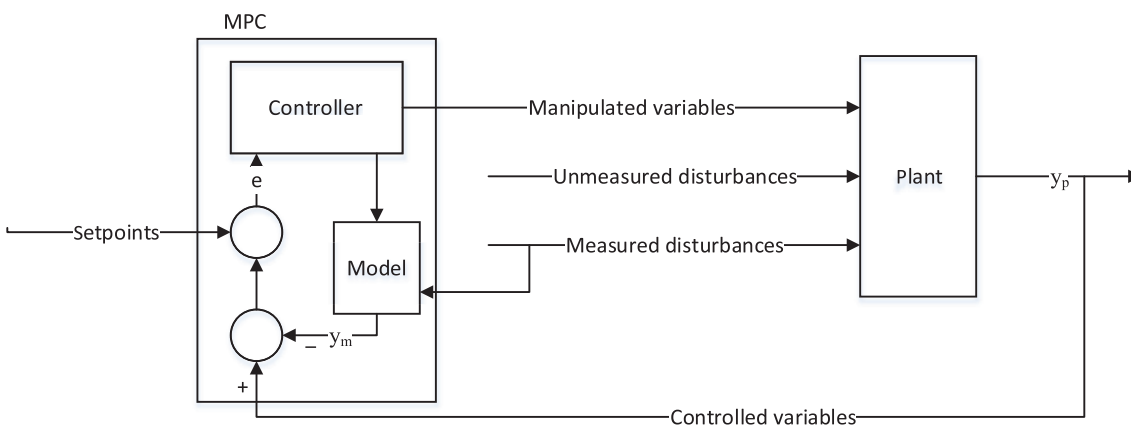 MPC
Controller
Manipulated variables
e
Unmeasured disturbances
Plant
yₚ
Setpoints
Measured disturbances
Model
− yₘ
+
Controlled variables